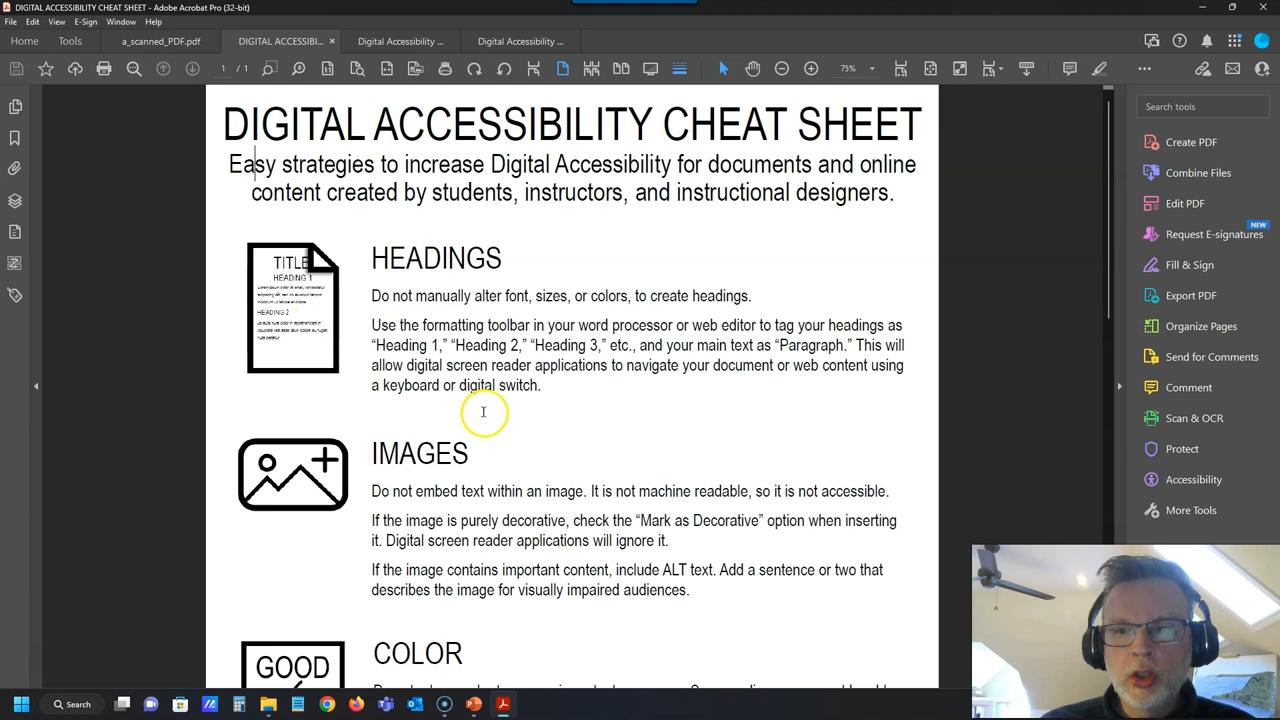 DIGITAL ACCESSIBILITY CHEAT SHEET - Adobe Acrobat Pro (32-bit)
File Edit View E-Sign Window Help
Home Tools a_scanned_PDF.pdf DIGITAL ACCESSIBI... × Digital Accessibility ... Digital Accessibility ...
1 / 1 75%
DIGITAL ACCESSIBILITY CHEAT SHEET
Easy strategies to increase Digital Accessibility for documents and online
content created by students, instructors, and instructional designers.
TITLE
HEADING 1
HEADING 2
HEADINGS
Do not manually alter font, sizes, or colors, to create headings.
Use the formatting toolbar in your word processor or web editor to tag your headings as
“Heading 1,” “Heading 2,” “Heading 3,” etc., and your main text as “Paragraph.” This will
allow digital screen reader applications to navigate your document or web content using
a keyboard or digital switch.
IMAGES
Do not embed text within an image. It is not machine readable, so it is not accessible.
If the image is purely decorative, check the “Mark as Decorative” option when inserting
it. Digital screen reader applications will ignore it.
If the image contains important content, include ALT text. Add a sentence or two that
describes the image for visually impaired audiences.
GOOD
COLOR
Search tools
Create PDF
Combine Files
Edit PDF
NEW
Request E-signatures
Fill & Sign
Export PDF
Organize Pages
Send for Comments
Comment
Scan & OCR
Protect
Accessibility
More Tools
Search